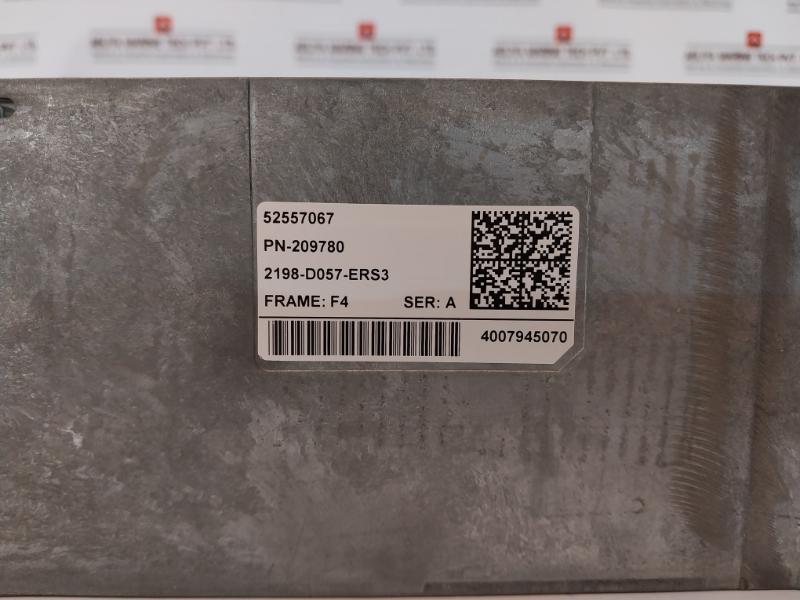 52557067
PN-209780
2198-D057-ERS3
FRAME: F4 SER: A
4007945070